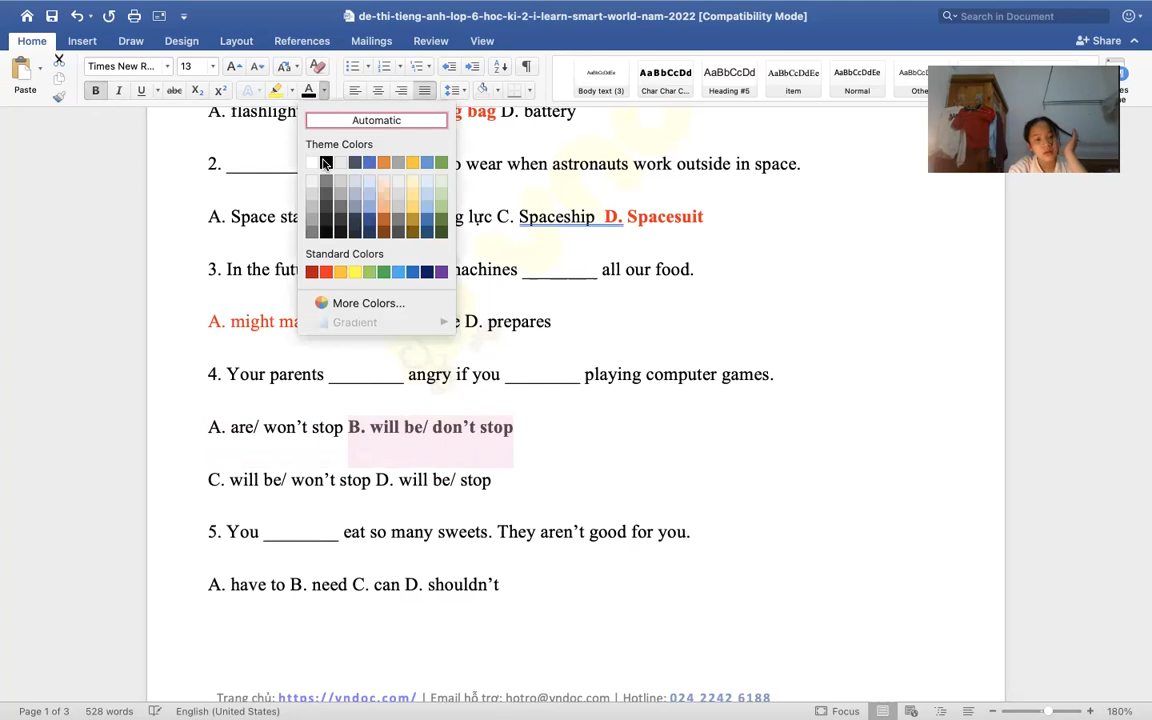 de-thi-tieng-anh-lop-6-hoc-ki-2-i-learn-smart-world-nam-2022 [Compatibility Mode]
Search in Document
Home Insert Draw Design Layout References Mailings Review View
Share
Paste
Times New R... 13
AaBbCcDdEx AaBbCcDd AaBbCcDd AaBbCcDdEe AaBbCcDdEe AaBbCcDc
Body text (3) Char Char C... Heading #5 item Normal
Automatic
Theme Colors
Standard Colors
More Colors...
Gradient
A. flashligh g bag D. battery
2. ________ o wear when astronauts work outside in space.
A. Space sta g lực C. Spaceship D. Spacesuit
3. In the futu machines ________ all our food.
A. might ma e D. prepares
4. Your parents ________ angry if you ________ playing computer games.
A. are/ won’t stop B. will be/ don’t stop
C. will be/ won’t stop D. will be/ stop
5. You ________ eat so many sweets. They aren’t good for you.
A. have to B. need C. can D. shouldn’t
Trang chủ: https://vndoc.com/ | Email hỗ trợ: hotro@vndoc.com | Hotline: 024 2242 6188
Page 1 of 3 528 words English (United States) Focus 180%